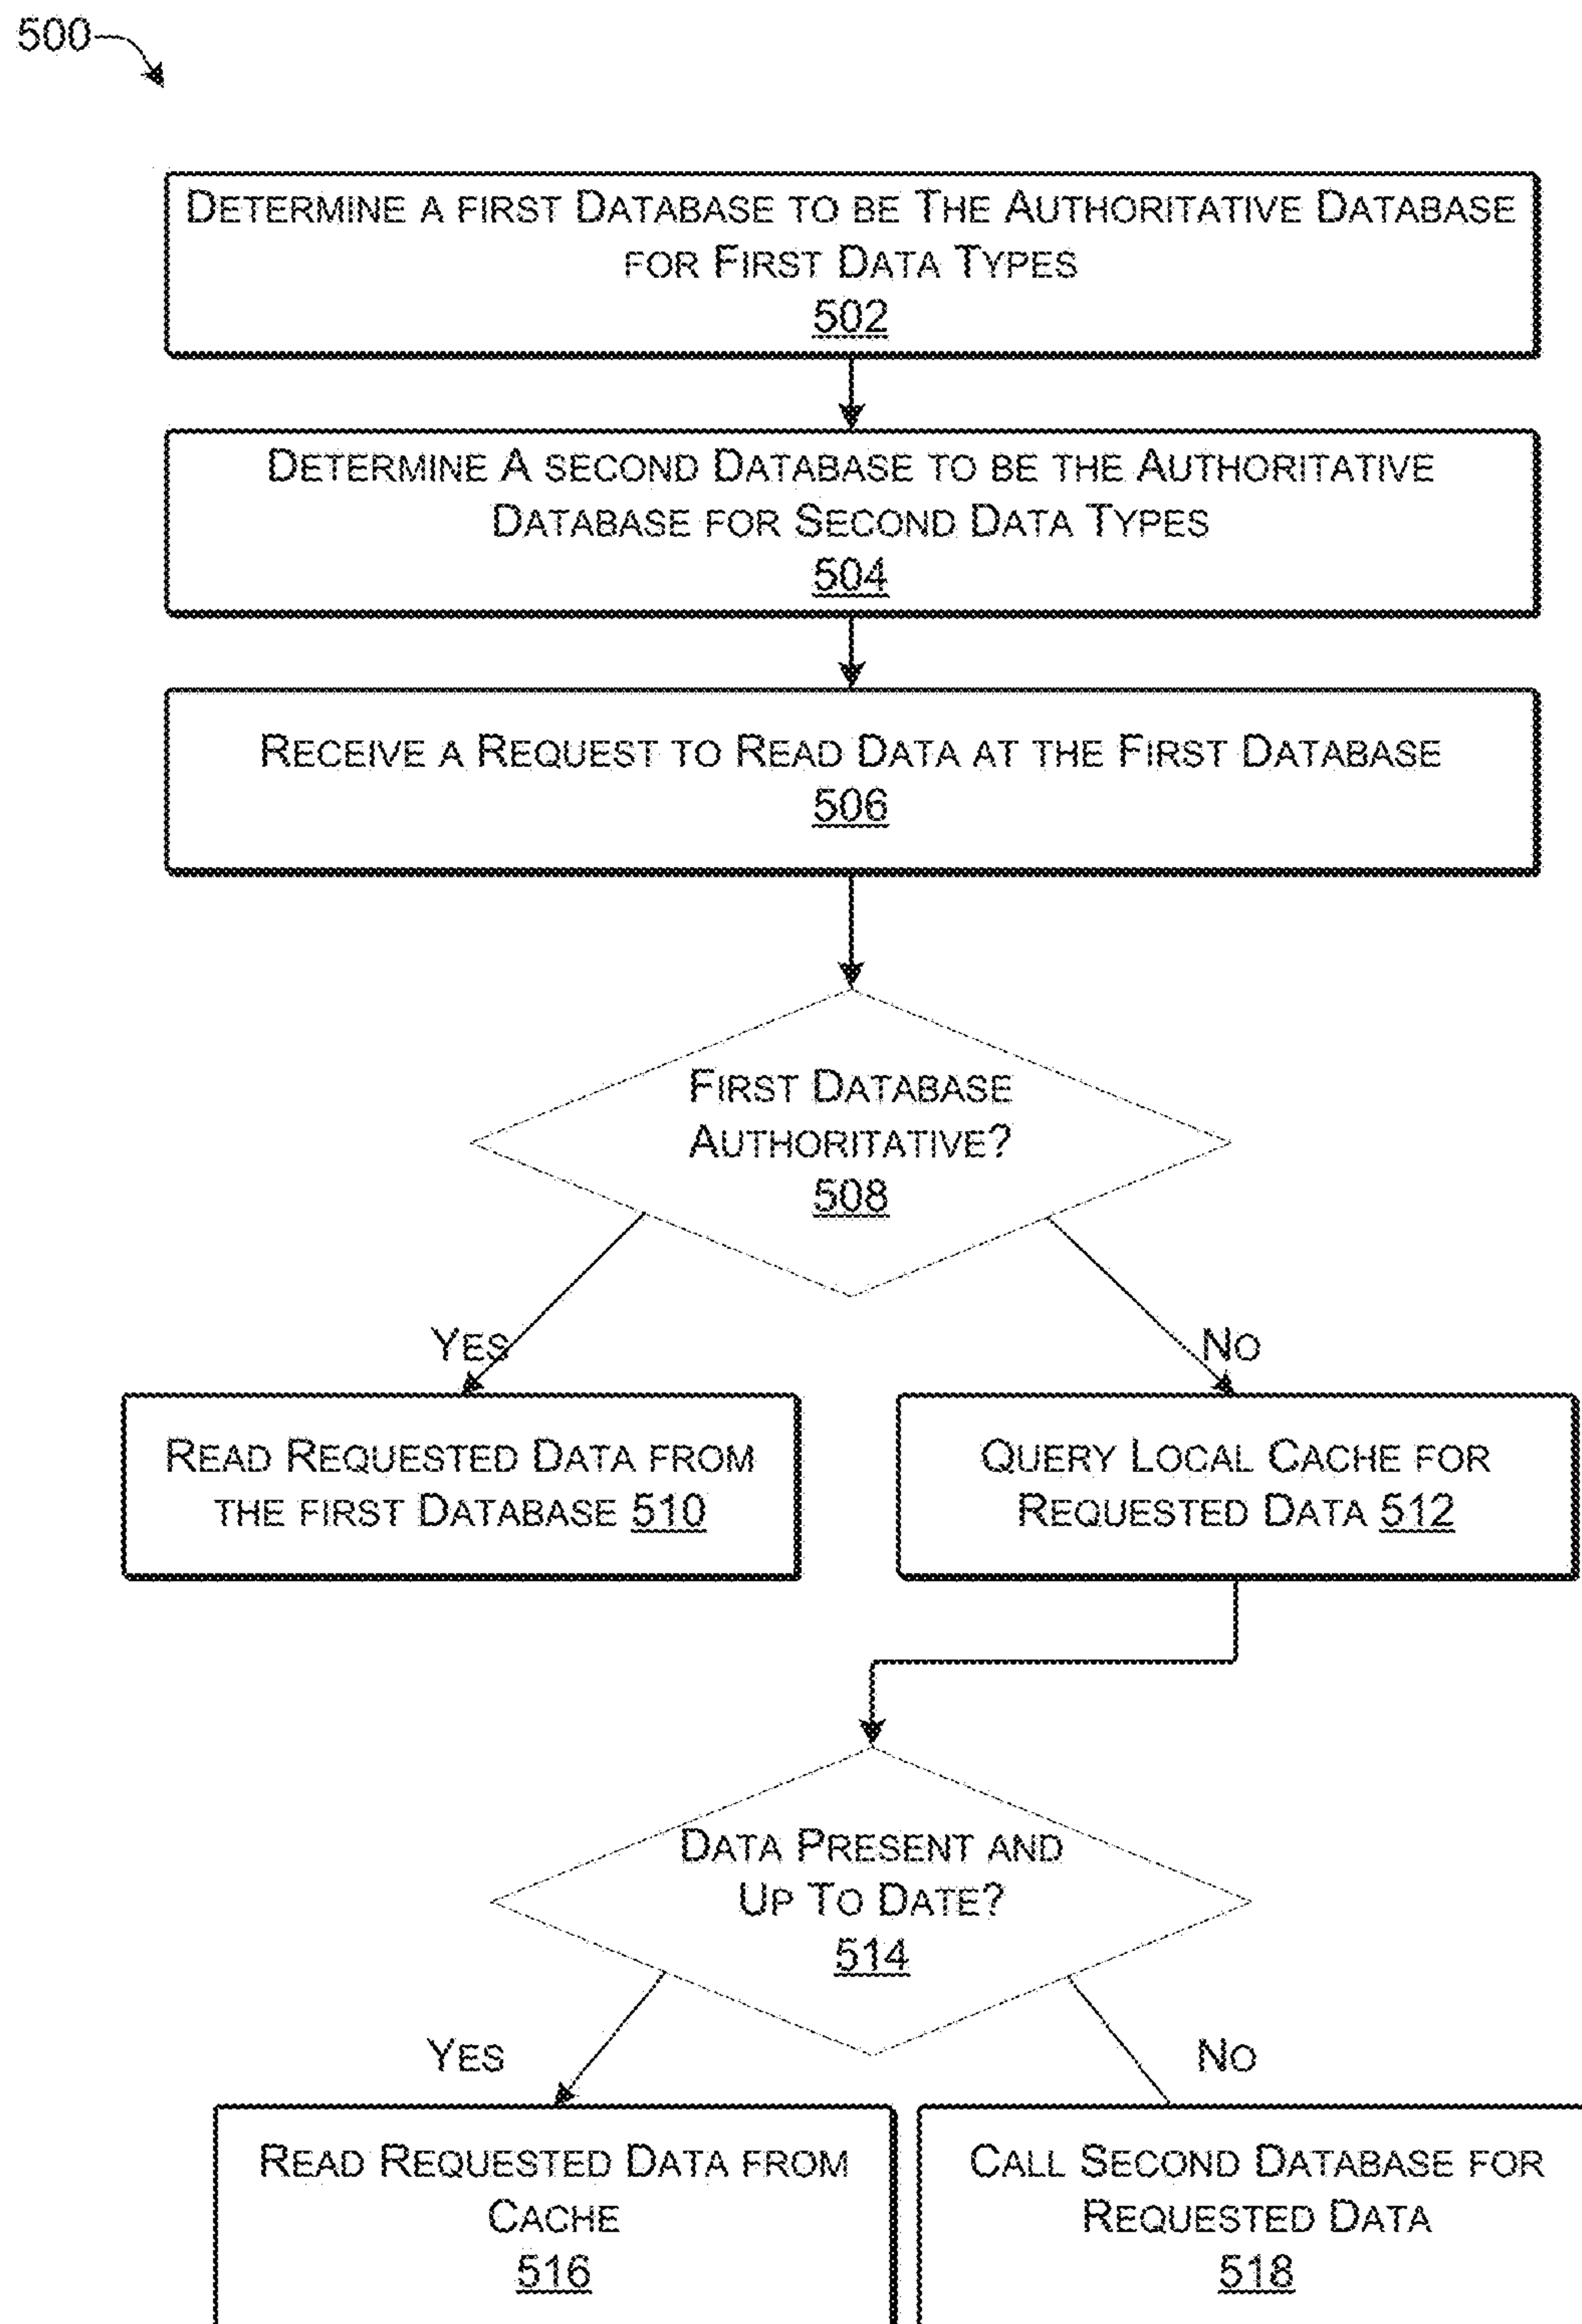 500
DETERMINE A FIRST DATABASE TO BE THE AUTHORITATIVE DATABASE
FOR FIRST DATA TYPES
502
DETERMINE A SECOND DATABASE TO BE THE AUTHORITATIVE
DATABASE FOR SECOND DATA TYPES
504
RECEIVE A REQUEST TO READ DATA AT THE FIRST DATABASE
506
FIRST DATABASE
AUTHORITATIVE?
508
YES
NO
READ REQUESTED DATA FROM
THE FIRST DATABASE 510
QUERY LOCAL CACHE FOR
REQUESTED DATA 512
DATA PRESENT AND
UP TO DATE?
514
YES
NO
READ REQUESTED DATA FROM
CACHE
516
CALL SECOND DATABASE FOR
REQUESTED DATA
518